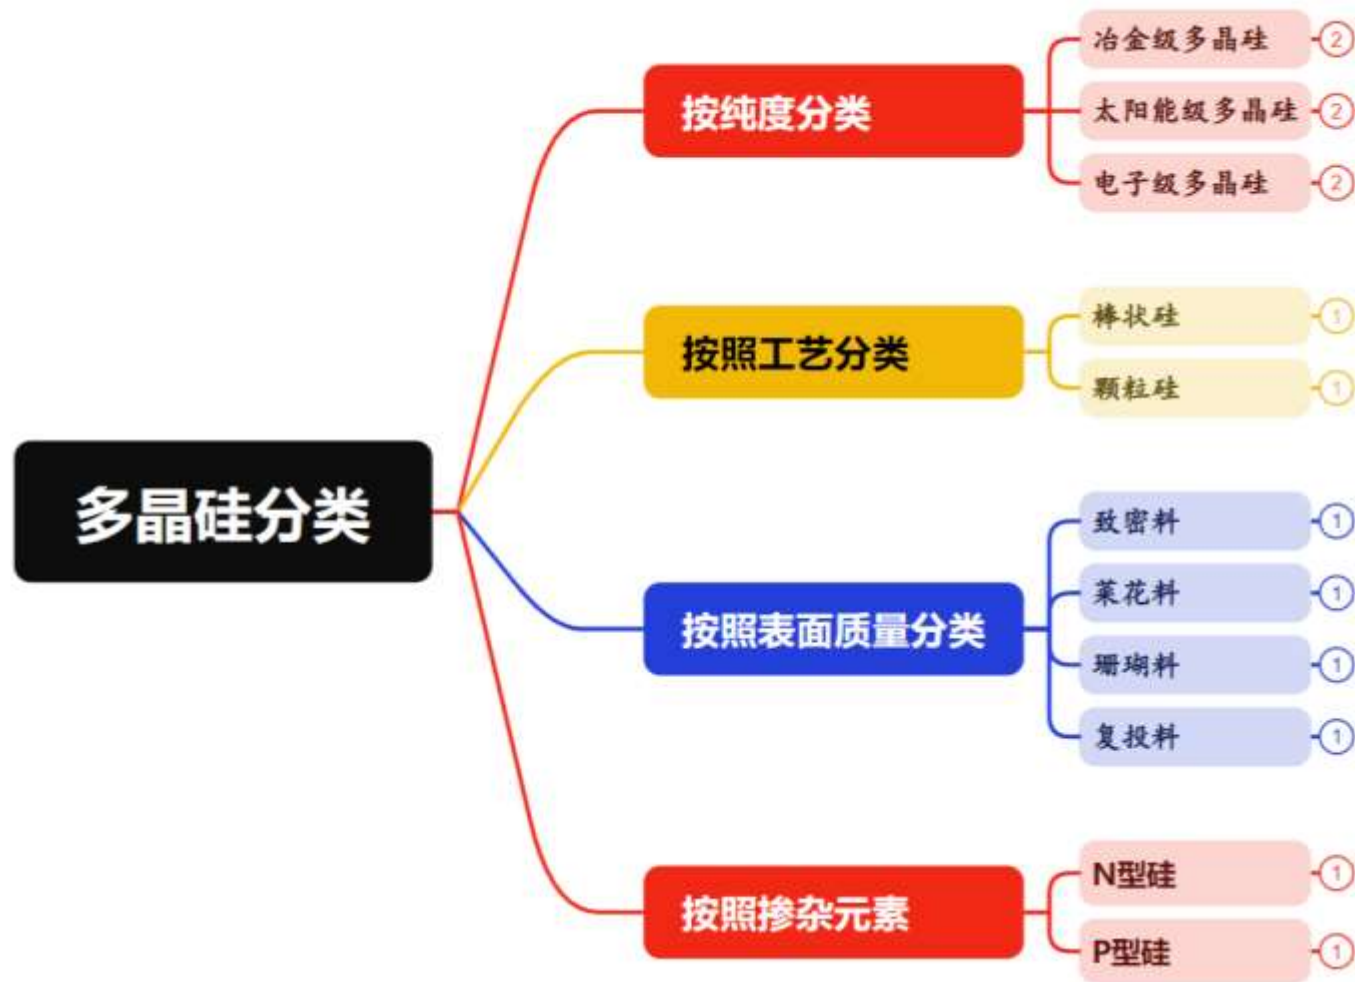 多晶硅分类
按纯度分类
冶金级多晶硅 2
太阳能级多晶硅 2
电子级多晶硅 2
按照工艺分类
棒状硅 1
颗粒硅 1
按照表面质量分类
致密料 1
菜花料 1
珊瑚料 1
复投料 1
按照掺杂元素
N型硅 1
P型硅 1